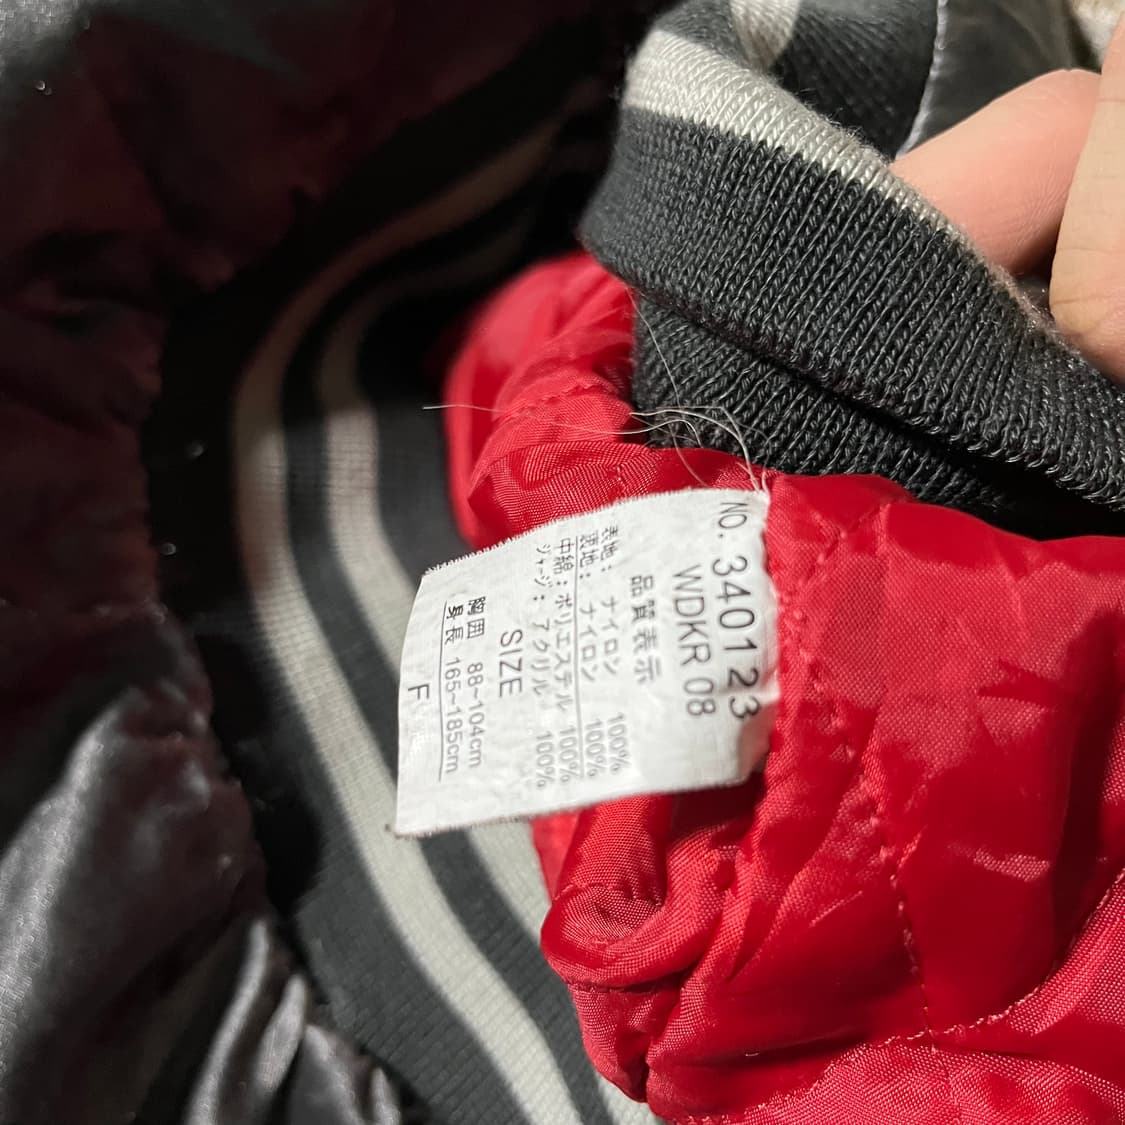 NO. 340123
WDKR 08
品質表示
表地: ナイロン 100%
裏地: ナイロン 100%
中綿: ポリエステル 100%
ジャージ: アクリル 100%
SIZE
胸囲 88~104cm
身長 165~185cm
F